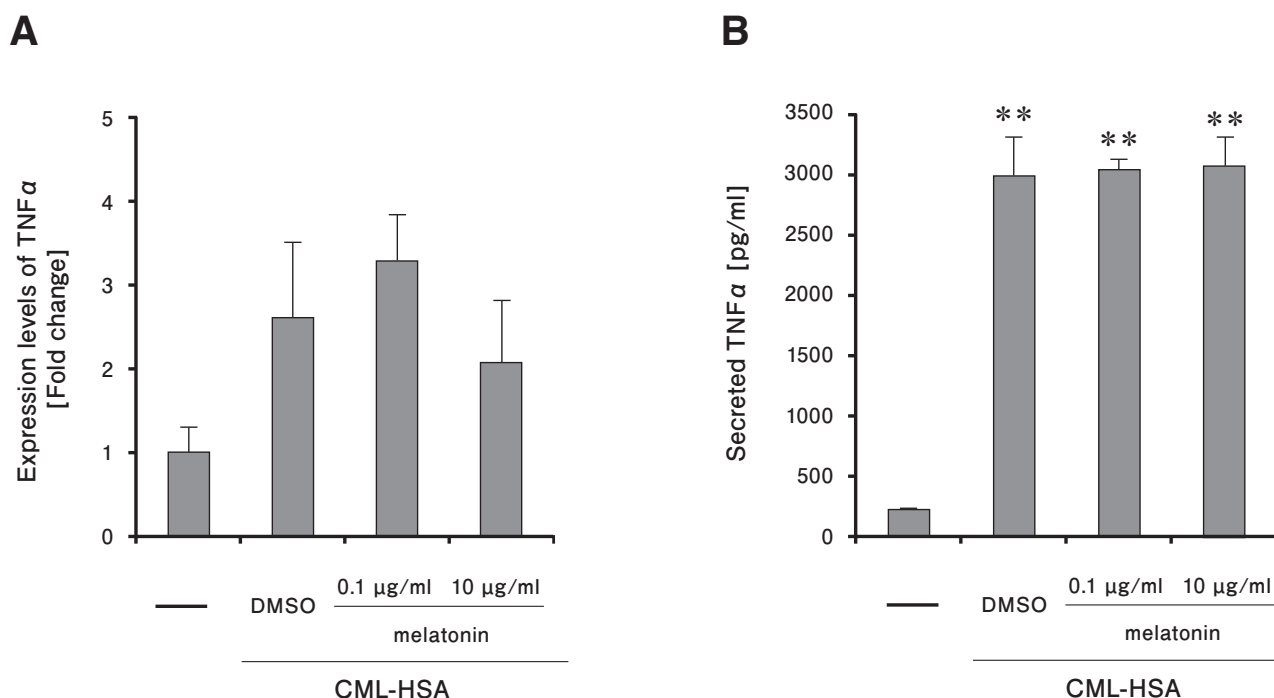 A
Expression levels of TNFα
[Fold change]
5
4
3
2
1
0
DMSO
0.1 μg/ml
10 μg/ml
melatonin
CML-HSA
B
Secreted TNFα [pg/ml]
3500
3000
2500
2000
1500
1000
500
0
**
**
**
DMSO
0.1 μg/ml
10 μg/ml
melatonin
CML-HSA